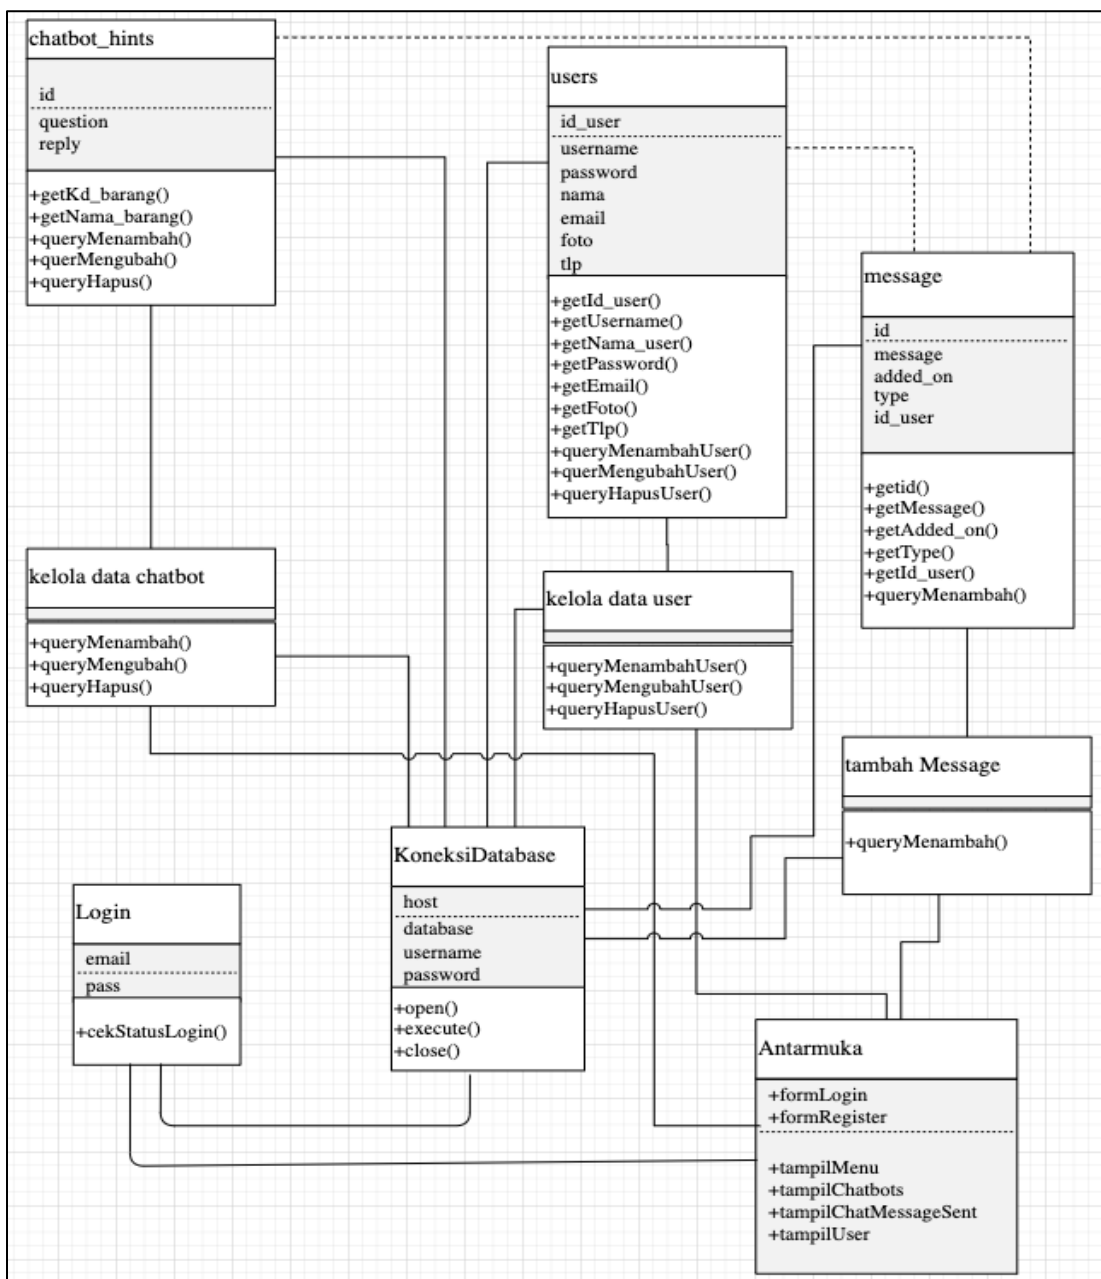 chatbot_hints
id
question
reply
+getKd_barang()
+getNama_barang()
+queryMenambah()
+querMengubah()
+queryHapus()
users
id_user
username
password
nama
email
foto
tlp
+getId_user()
+getUsername()
+getNama_user()
+getPassword()
+getEmail()
+getFoto()
+getTlp()
+queryMenambahUser()
+querMengubahUser()
+queryHapusUser()
message
id
message
added_on
type
id_user
+getid()
+getMessage()
+getAdded_on()
+getType()
+getId_user()
+queryMenambah()
kelola data chatbot
+queryMenambah()
+queryMengubah()
+queryHapus()
kelola data user
+queryMenambahUser()
+queryMengubahUser()
+queryHapusUser()
tambah Message
+queryMenambah()
KoneksiDatabase
host
database
username
password
+open()
+execute()
+close()
Login
email
pass
+cekStatusLogin()
Antarmuka
+formLogin
+formRegister
+tampilMenu
+tampilChatbots
+tampilChatMessageSent
+tampilUser